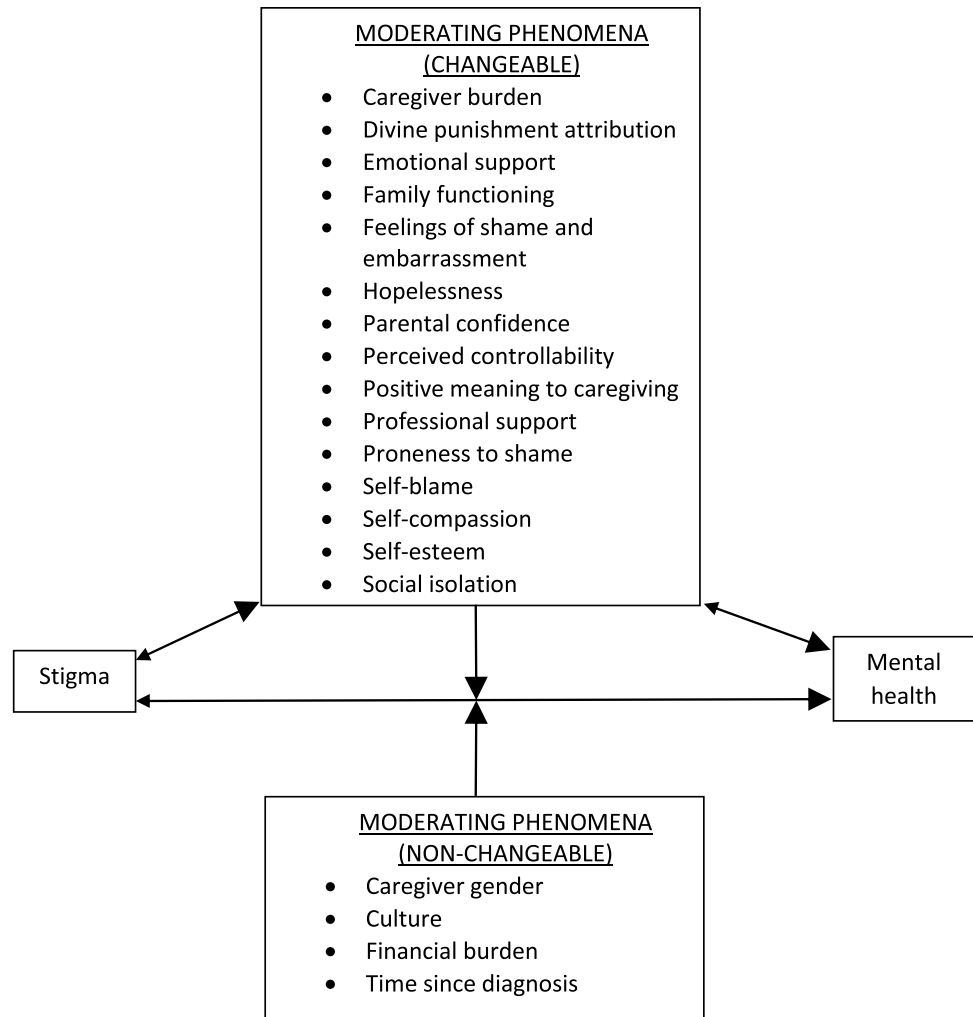 MODERATING PHENOMENA
(CHANGEABLE)
• Caregiver burden
• Divine punishment attribution
• Emotional support
• Family functioning
• Feelings of shame and
embarrassment
• Hopelessness
• Parental confidence
• Perceived controllability
• Positive meaning to caregiving
• Professional support
• Proneness to shame
• Self-blame
• Self-compassion
• Self-esteem
• Social isolation
Stigma
Mental
health
MODERATING PHENOMENA
(NON-CHANGEABLE)
• Caregiver gender
• Culture
• Financial burden
• Time since diagnosis